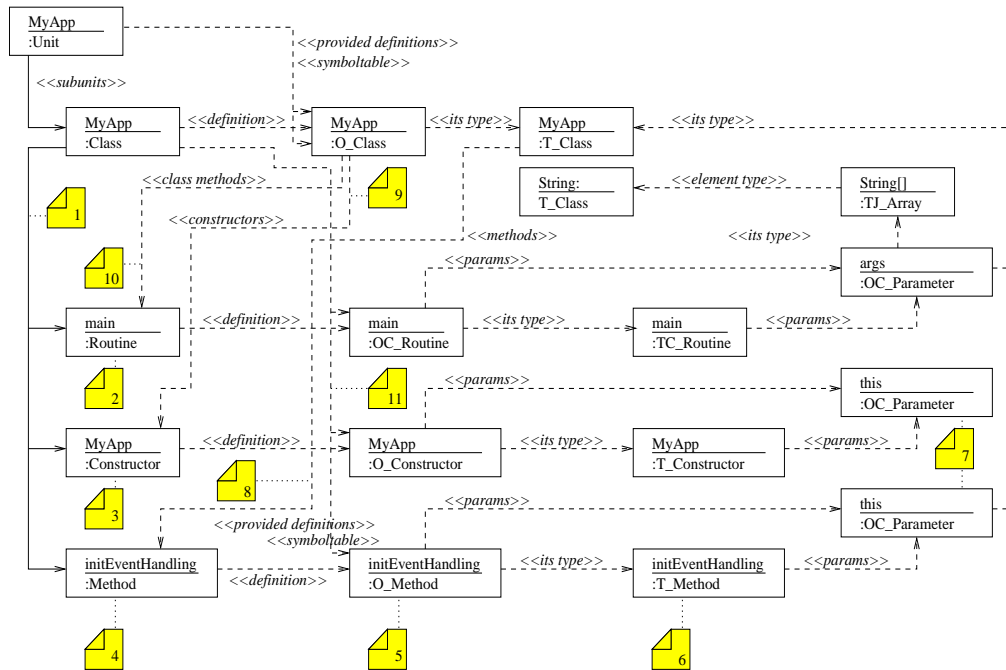 MyApp
:Unit
<<provided definitions>>
<<symboltable>>
<<subunits>>
MyApp
:Class
<<definition>>
MyApp
:O_Class
<<its type>>
MyApp
:T_Class
<<its type>>
<<class methods>>
9
String:
T_Class
<<element type>>
String[]
:TJ_Array
1
<<constructors>>
<<methods>>
<<its type>>
10
<<params>>
args
:OC_Parameter
main
:Routine
<<definition>>
main
:OC_Routine
<<its type>>
main
:TC_Routine
<<params>>
2
11
<<params>>
this
:OC_Parameter
MyApp
:Constructor
<<definition>>
MyApp
:O_Constructor
<<its type>>
MyApp
:T_Constructor
<<params>>
7
3
8
<<params>>
this
:OC_Parameter
<<provided definitions>>
<<symboltable>>
initEventHandling
:Method
<<definition>>
initEventHandling
:O_Method
<<its type>>
initEventHandling
:T_Method
<<params>>
4
5
6